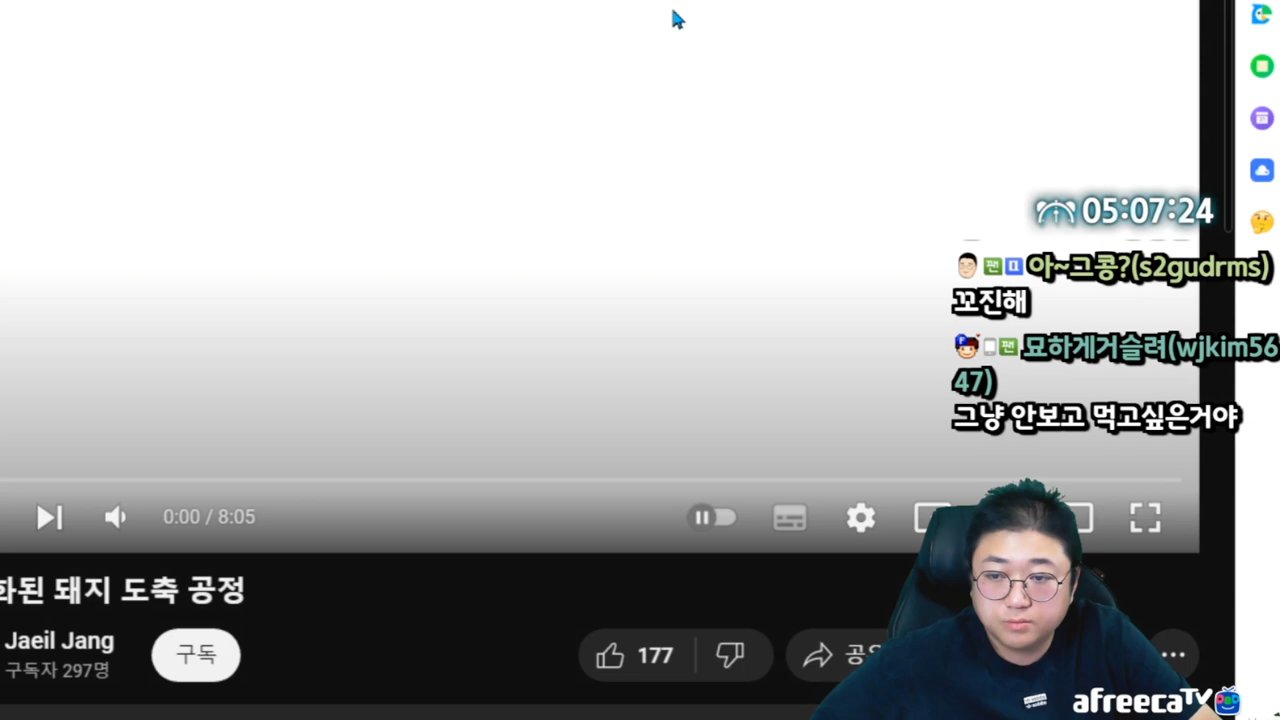 05:07:24
아~그콩?(s2gudrms)
꼬진해
묘하게거슬려(wjkim56
47)
그냥 안보고 먹고싶은거야
0:00 / 8:05
화된 돼지 도축 공정
Jaeil Jang
구독자 297명
구독
177
afreecaTV